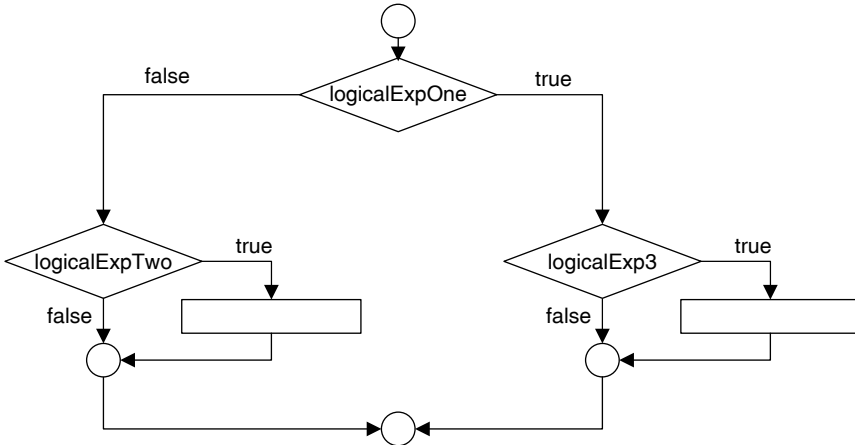 false
true
logicalExpOne
true
true
logicalExpTwo
logicalExp3
false
false